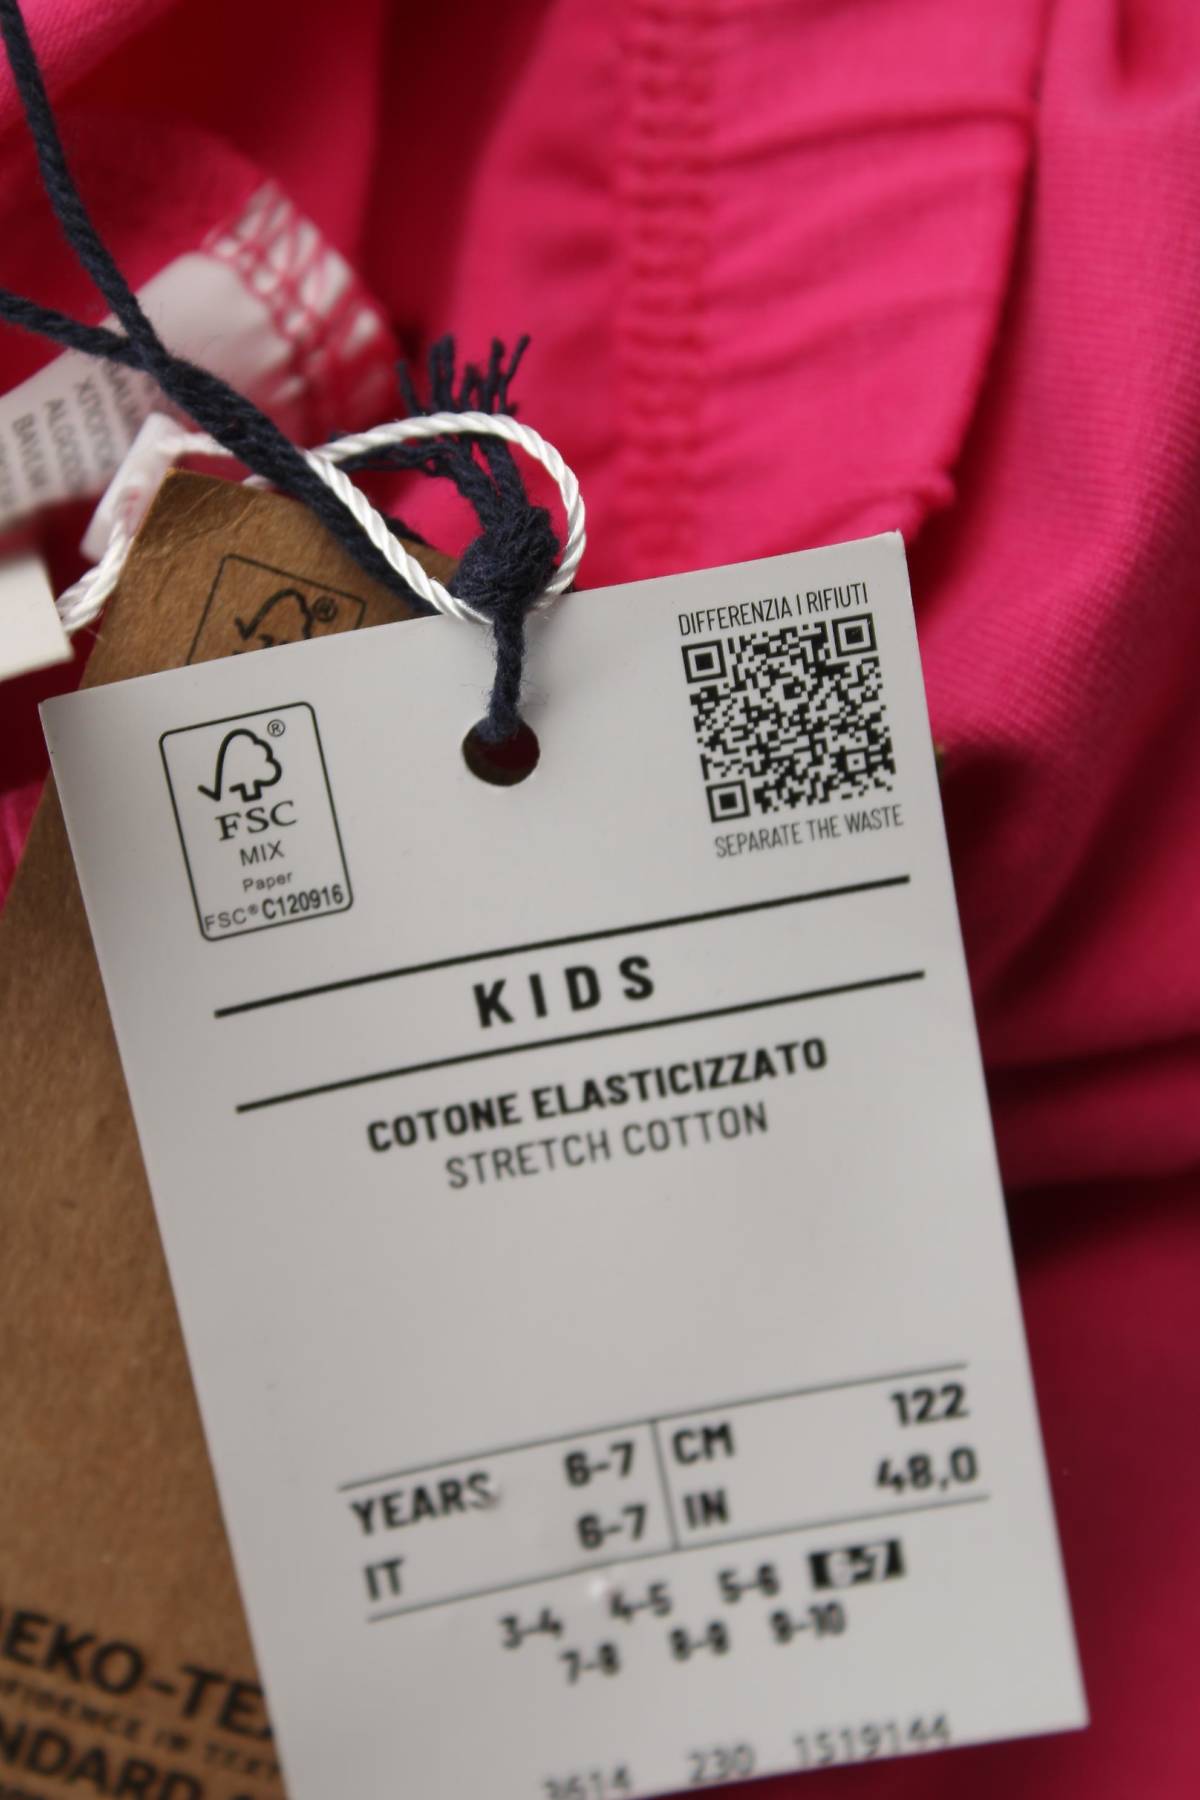 DIFFERENZIA I RIFIUTI
SEPARATE THE WASTE
FSC®
MIX
Paper
FSC® C120916
KIDS
COTONE ELASTICIZZATO
STRETCH COTTON
YEARS 6-7 CM 122
IT 6-7 IN 48,0
3-4 4-5 5-6 6-7
7-8 8-9 9-10
3614 230 1519144